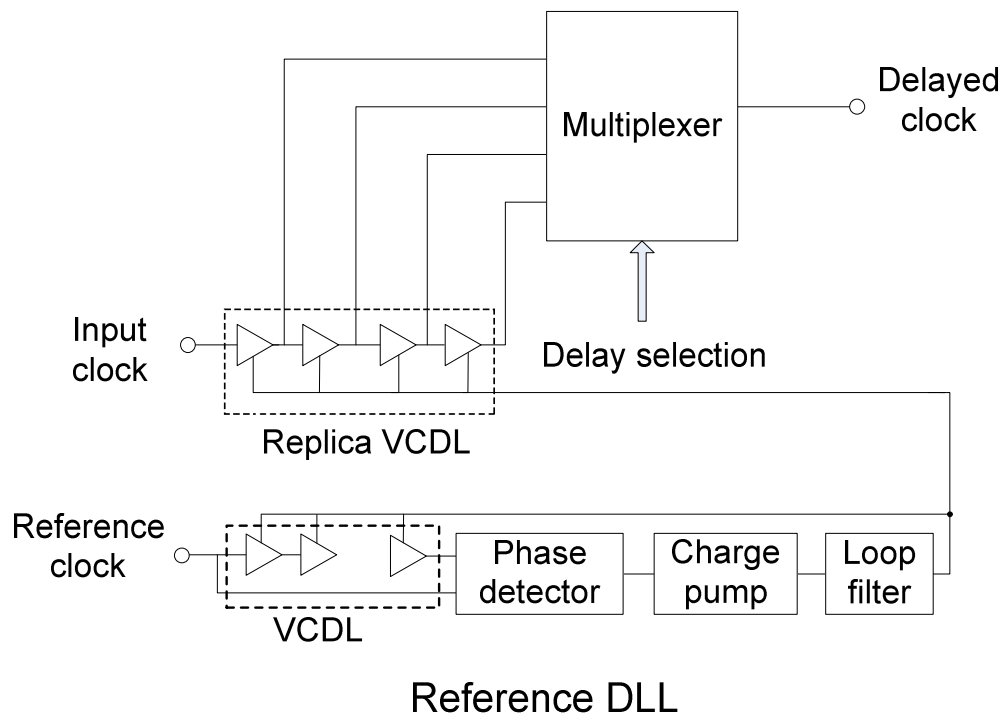 Multiplexer
Delayed
clock
Input
clock
Delay selection
Replica VCDL
Reference
clock
Phase
detector
Charge
pump
Loop
filter
VCDL
Reference DLL